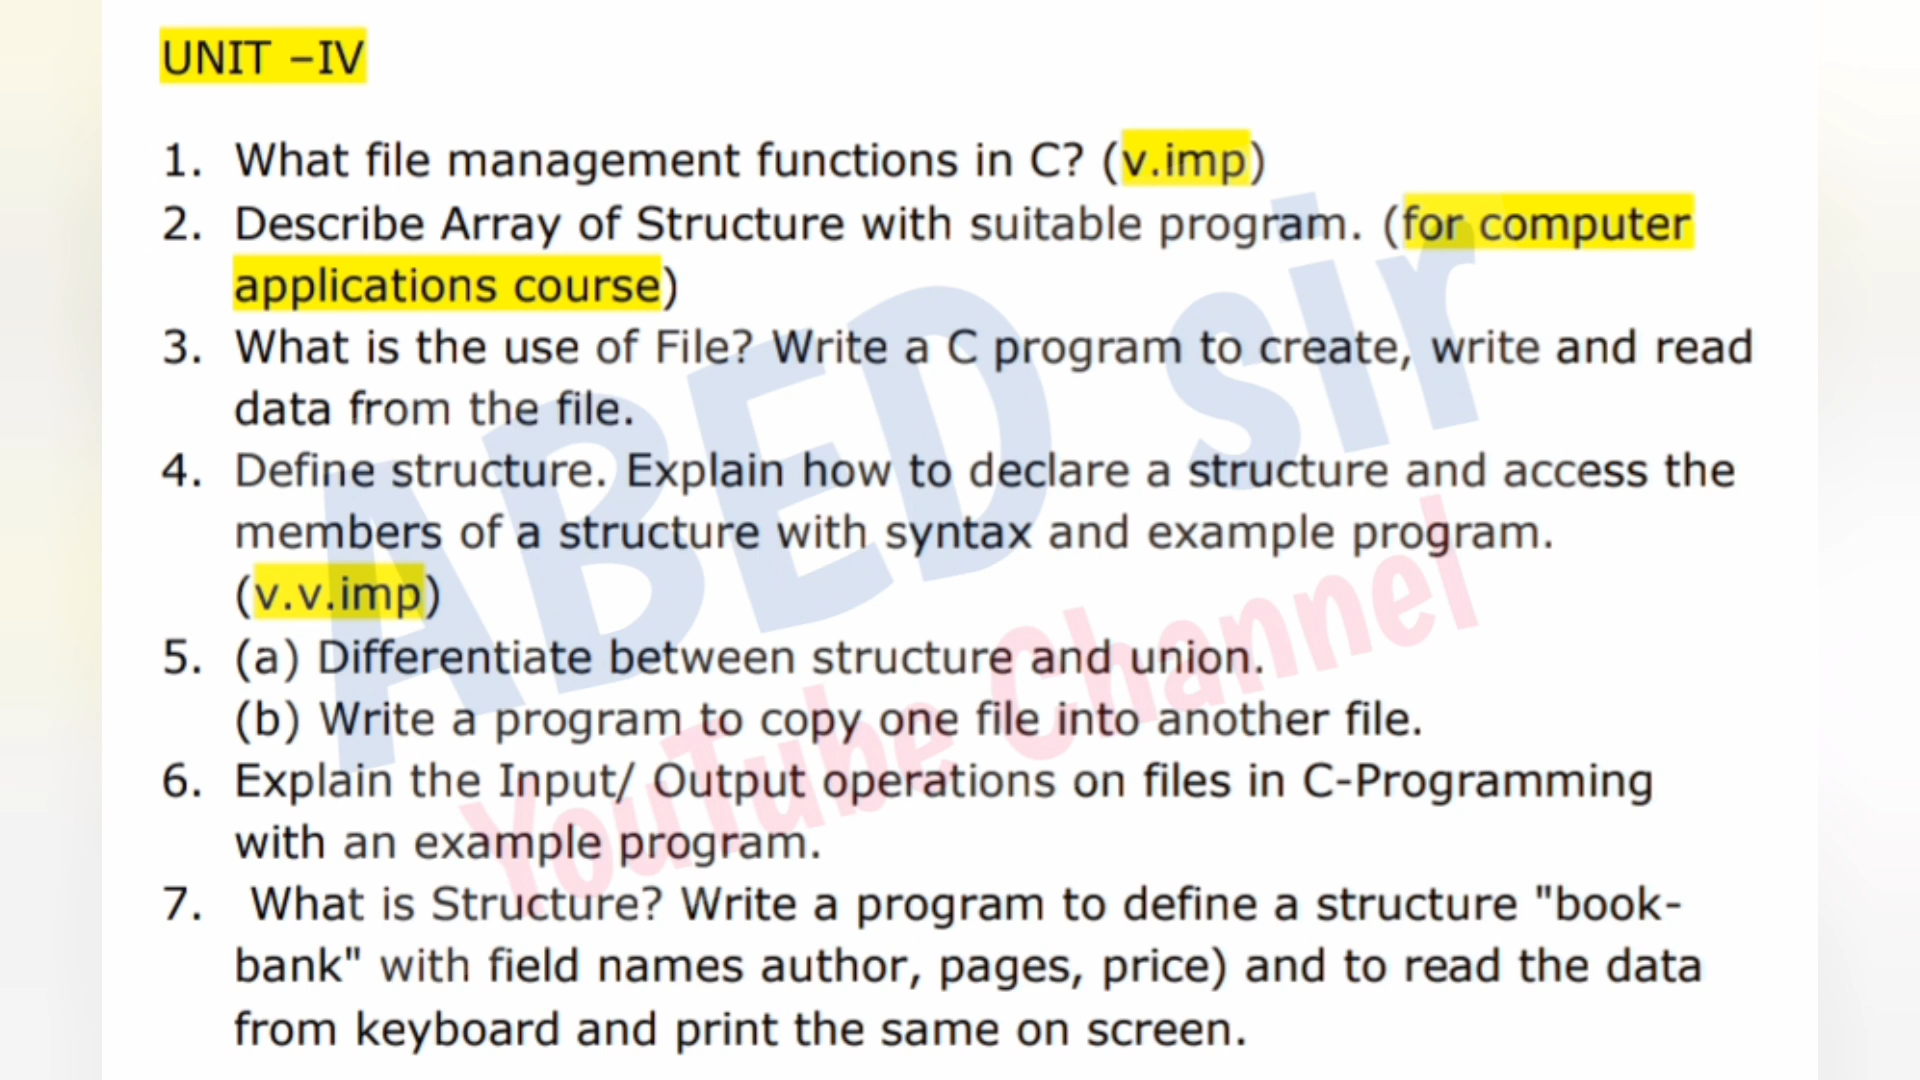 UNIT –IV
1. What file management functions in C? (v.imp)
2. Describe Array of Structure with suitable program. (for computer
applications course)
3. What is the use of File? Write a C program to create, write and read
data from the file.
4. Define structure. Explain how to declare a structure and access the
members of a structure with syntax and example program.
(v.v.imp)
5. (a) Differentiate between structure and union.
(b) Write a program to copy one file into another file.
6. Explain the Input/ Output operations on files in C-Programming
with an example program.
7. What is Structure? Write a program to define a structure "book-
bank" with field names author, pages, price) and to read the data
from keyboard and print the same on screen.
ABED sir
YouTube Channel